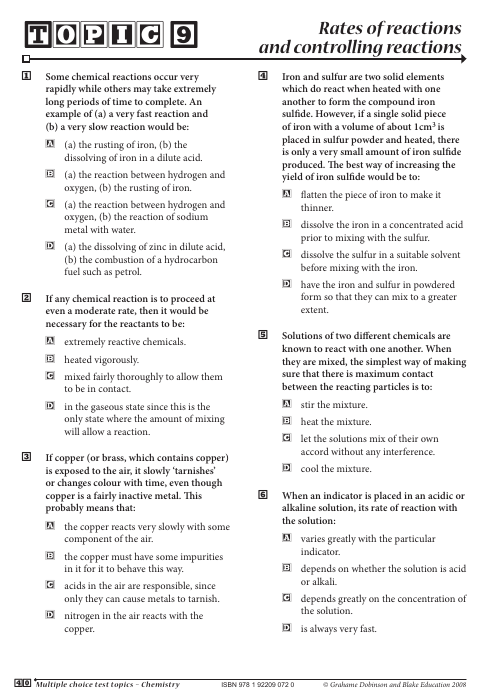 TOPIC 9
Rates of reactions
and controlling reactions
1 Some chemical reactions occur very
rapidly while others may take extremely
long periods of time to complete. An
example of (a) a very fast reaction and
(b) a very slow reaction would be:
A (a) the rusting of iron, (b) the
dissolving of iron in a dilute acid.
B (a) the reaction between hydrogen and
oxygen, (b) the rusting of iron.
C (a) the reaction between hydrogen and
oxygen, (b) the reaction of sodium
metal with water.
D (a) the dissolving of zinc in dilute acid,
(b) the combustion of a hydrocarbon
fuel such as petrol.
2 If any chemical reaction is to proceed at
even a moderate rate, then it would be
necessary for the reactants to be:
A extremely reactive chemicals.
B heated vigorously.
C mixed fairly thoroughly to allow them
to be in contact.
D in the gaseous state since this is the
only state where the amount of mixing
will allow a reaction.
3 If copper (or brass, which contains copper)
is exposed to the air, it slowly ‘tarnishes’
or changes colour with time, even though
copper is a fairly inactive metal. This
probably means that:
A the copper reacts very slowly with some
component of the air.
B the copper must have some impurities
in it for it to behave this way.
C acids in the air are responsible, since
only they can cause metals to tarnish.
D nitrogen in the air reacts with the
copper.
4 Iron and sulfur are two solid elements
which do react when heated with one
another to form the compound iron
sulfide. However, if a single solid piece
of iron with a volume of about 1cm³ is
placed in sulfur powder and heated, there
is only a very small amount of iron sulfide
produced. The best way of increasing the
yield of iron sulfide would be to:
A flatten the piece of iron to make it
thinner.
B dissolve the iron in a concentrated acid
prior to mixing with the sulfur.
C dissolve the sulfur in a suitable solvent
before mixing with the iron.
D have the iron and sulfur in powdered
form so that they can mix to a greater
extent.
5 Solutions of two different chemicals are
known to react with one another. When
they are mixed, the simplest way of making
sure that there is maximum contact
between the reacting particles is to:
A stir the mixture.
B heat the mixture.
C let the solutions mix of their own
accord without any interference.
D cool the mixture.
6 When an indicator is placed in an acidic or
alkaline solution, its rate of reaction with
the solution:
A varies greatly with the particular
indicator.
B depends on whether the solution is acid
or alkali.
C depends greatly on the concentration of
the solution.
D is always very fast.
40 Multiple choice test topics – Chemistry ISBN 978 1 92209 072 0 © Grahame Dobinson and Blake Education 2008